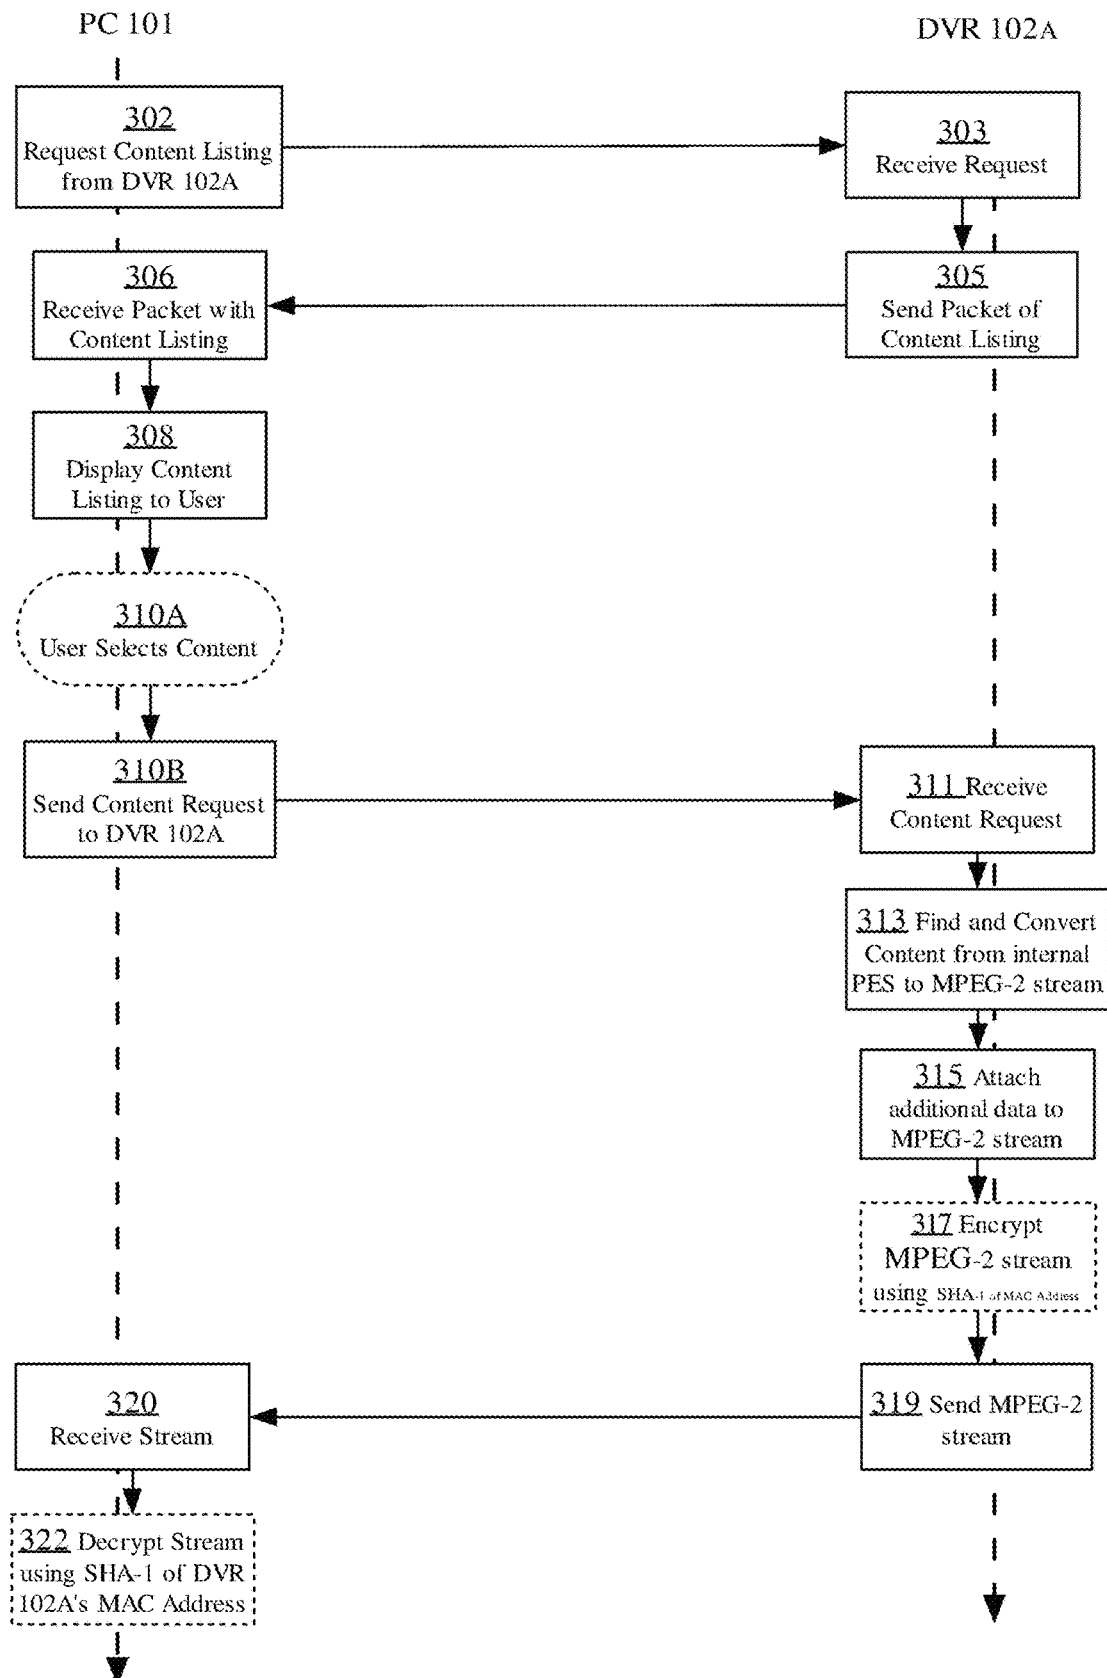 PC 101
DVR 102A
302
Request Content Listing
from DVR 102A
303
Receive Request
306
Receive Packet with
Content Listing
305
Send Packet of
Content Listing
308
Display Content
Listing to User
310A
User Selects Content
310B
Send Content Request
to DVR 102A
311 Receive
Content Request
313 Find and Convert
Content from internal
PES to MPEG-2 stream
315 Attach
additional data to
MPEG-2 stream
317 Encrypt
MPEG-2 stream
using SHA-1 of MAC Address
320
Receive Stream
319 Send MPEG-2
stream
322 Decrypt Stream
using SHA-1 of DVR
102A's MAC Address